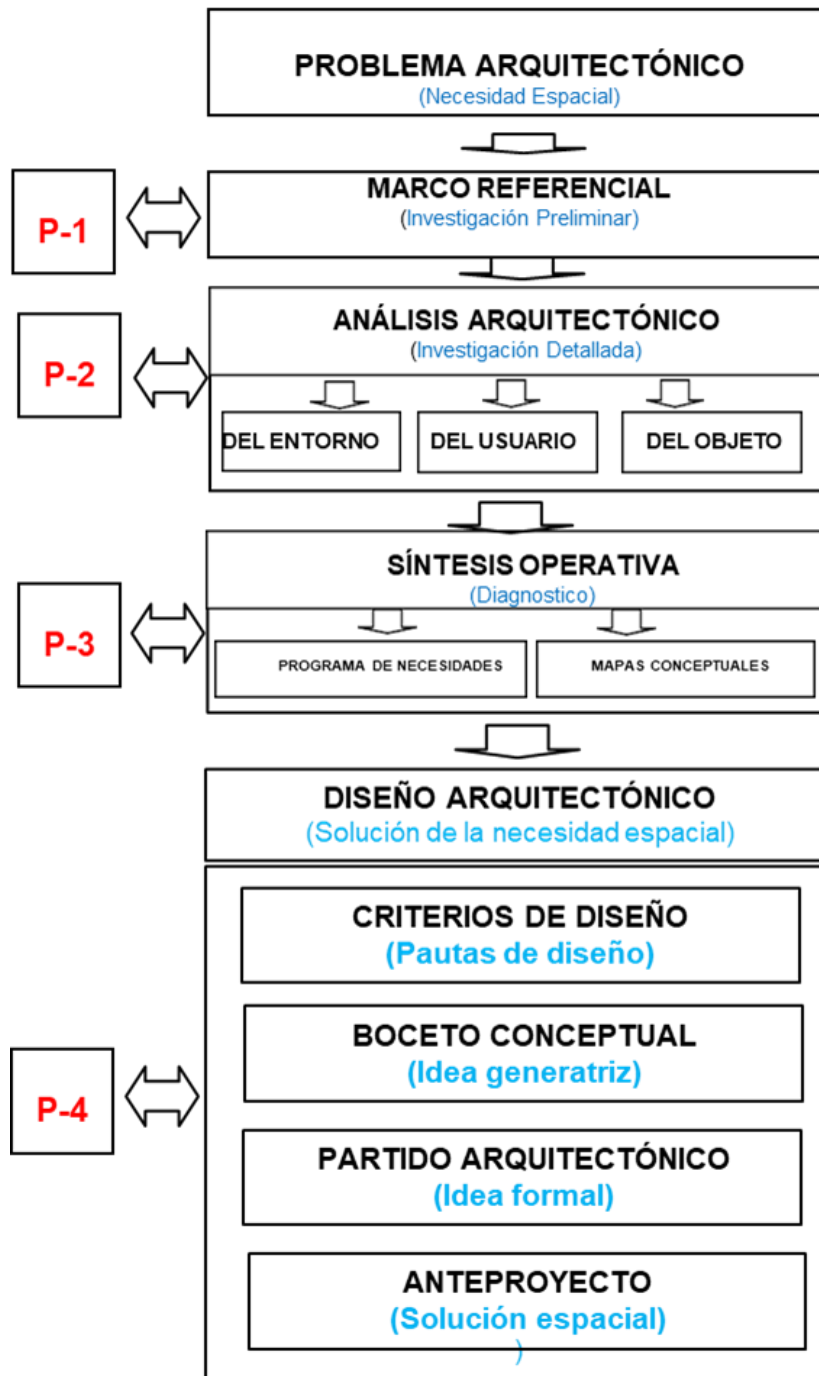 PROBLEMA ARQUITECTÓNICO
(Necesidad Espacial)
P-1
MARCO REFERENCIAL
(Investigación Preliminar)
P-2
ANÁLISIS ARQUITECTÓNICO
(Investigación Detallada)
DEL ENTORNO
DEL USUARIO
DEL OBJETO
P-3
SÍNTESIS OPERATIVA
(Diagnostico)
PROGRAMA DE NECESIDADES
MAPAS CONCEPTUALES
DISEÑO ARQUITECTÓNICO
(Solución de la necesidad espacial)
P-4
CRITERIOS DE DISEÑO
(Pautas de diseño)
BOCETO CONCEPTUAL
(Idea generatriz)
PARTIDO ARQUITECTÓNICO
(Idea formal)
ANTEPROYECTO
(Solución espacial)
)